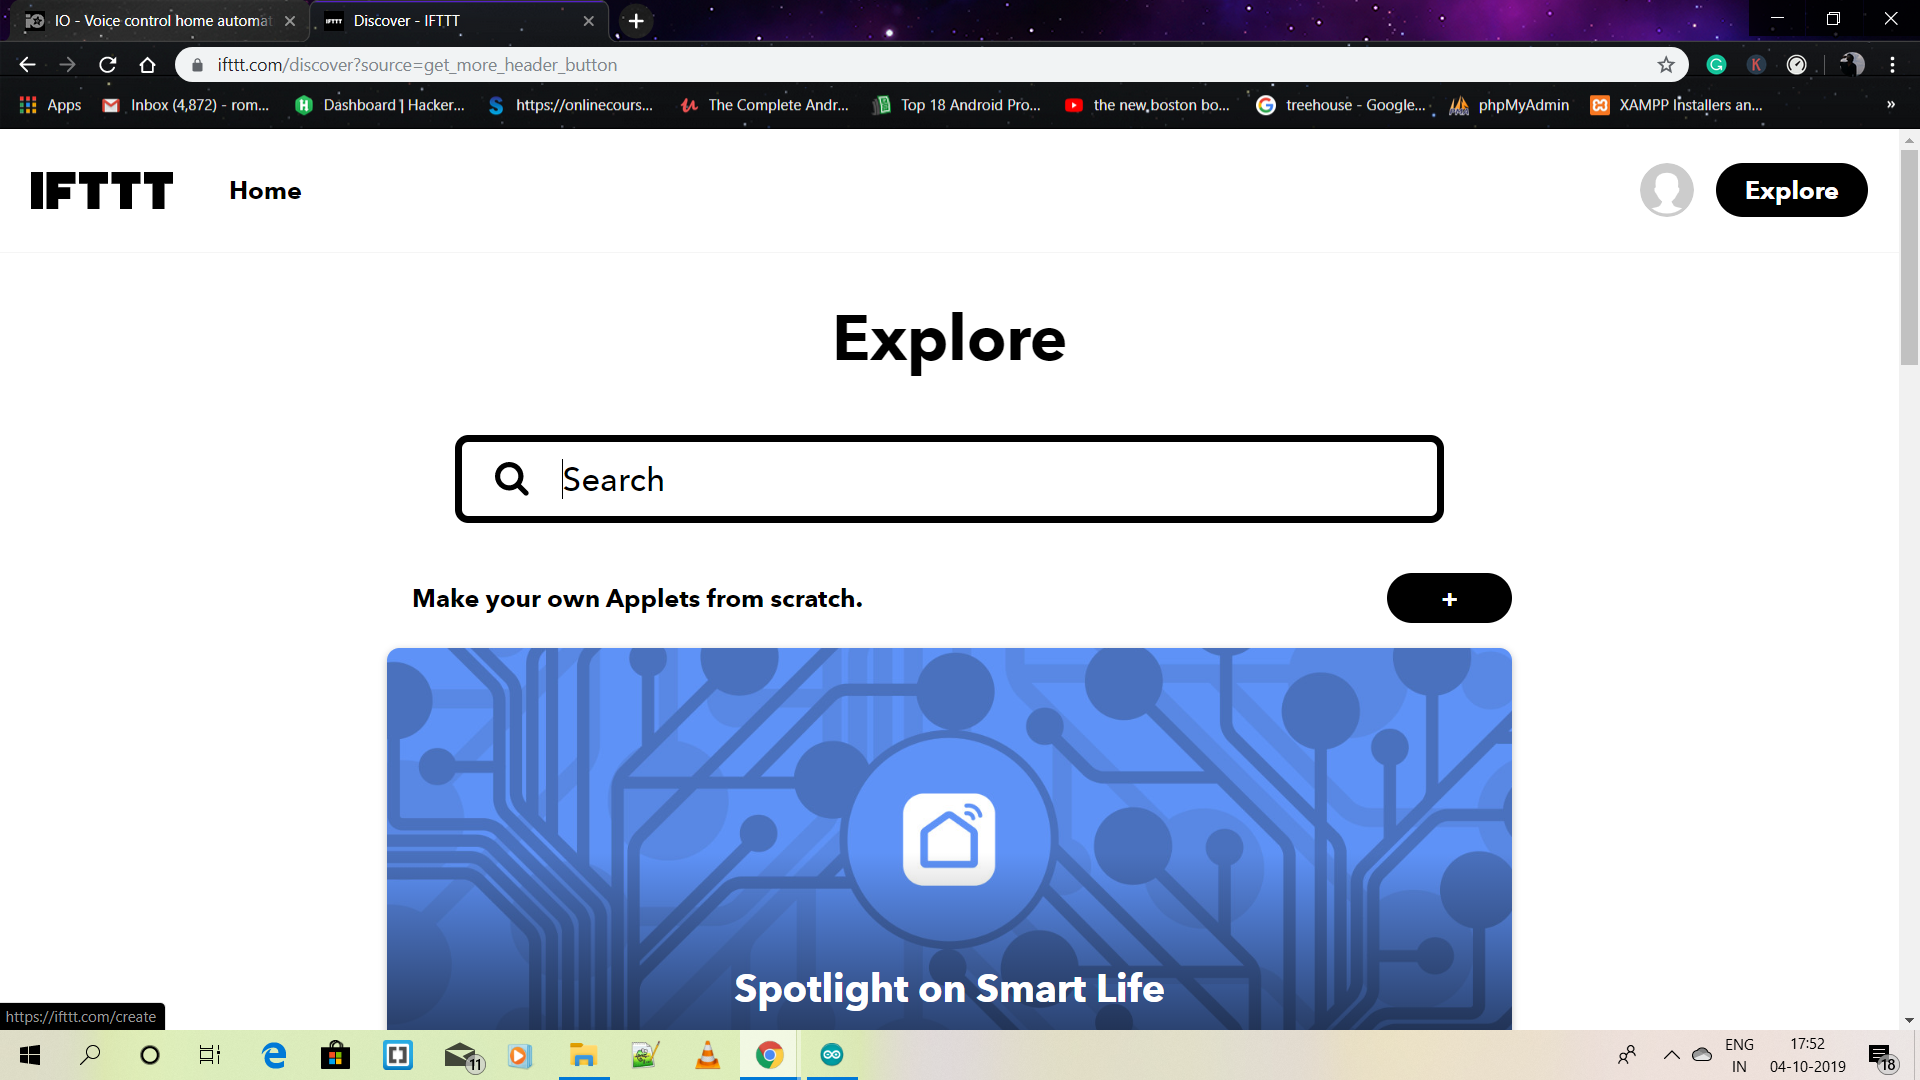 IO - Voice control home automat
Discover - IFTTT
ifttt.com/discover?source=get_more_header_button
Apps
Inbox (4,872) - rom...
Dashboard | Hacker...
https://onlinecours...
The Complete Andr...
Top 18 Android Pro...
the new boston bo...
treehouse - Google...
phpMyAdmin
XAMPP Installers an...
»
IFTTT
Home
Explore
Explore
Search
Make your own Applets from scratch.
+
Spotlight on Smart Life
https://ifttt.com/create
11
ENG
IN
17:52
04-10-2019
18